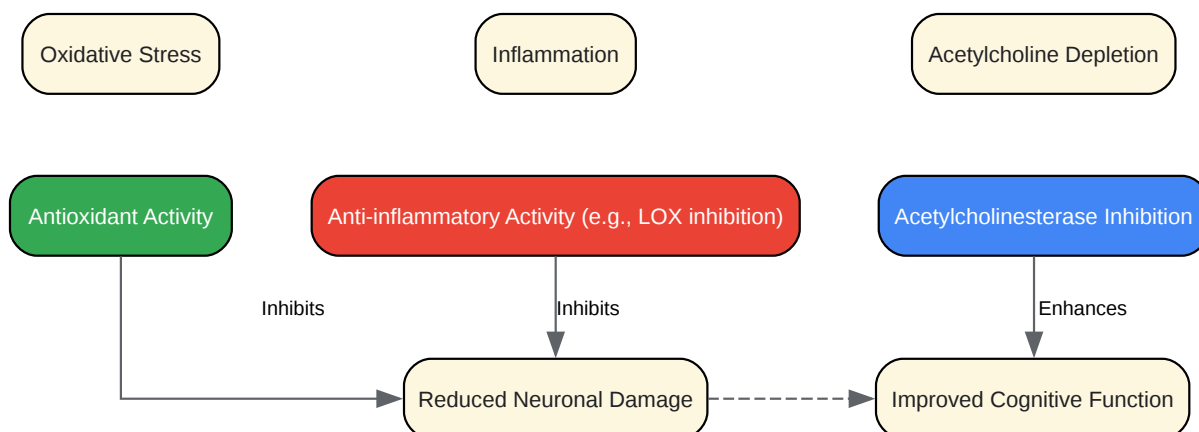 Oxidative Stress
Inflammation
Acetylcholine Depletion
Antioxidant Activity
Anti-inflammatory Activity (e.g., LOX inhibition)
Acetylcholinesterase Inhibition
Inhibits
Inhibits
Enhances
Reduced Neuronal Damage
Improved Cognitive Function